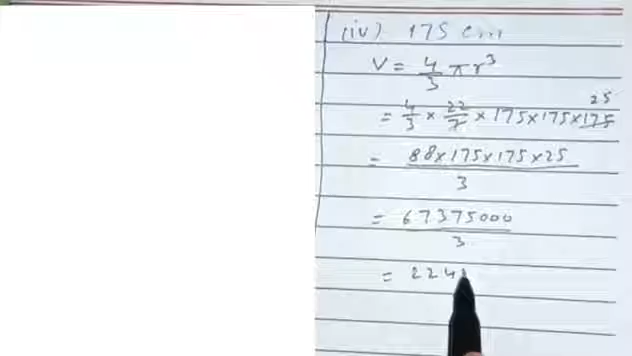 (iv) 175 cm
V = 4/3 πr³
= 4/3 × 22/7 × 175×175×175 25
= 88×175×175×25 / 3
= 67375000 / 3
= 224